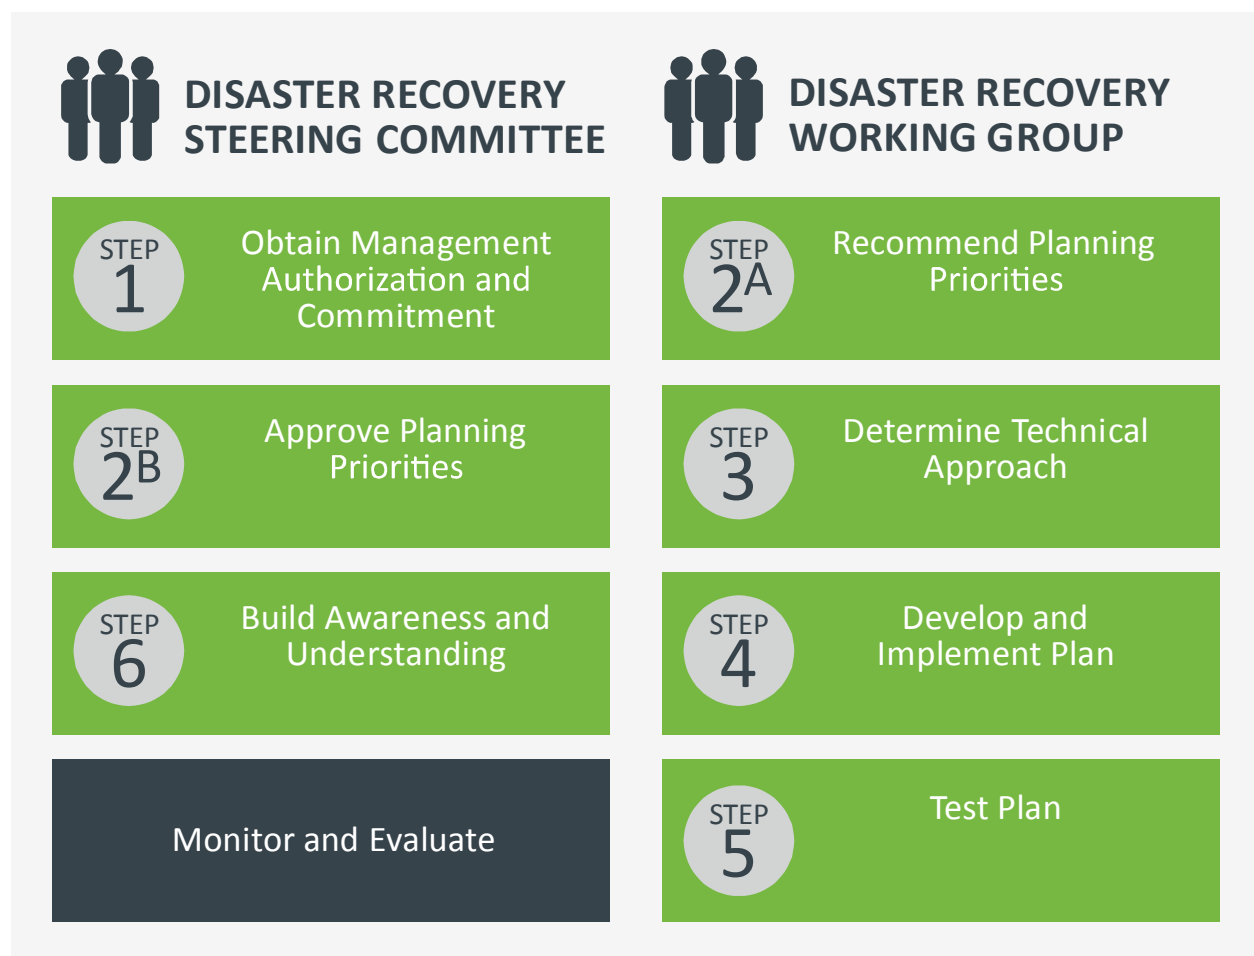 DISASTER RECOVERY
STEERING COMMITTEE
STEP
1
Obtain Management
Authorization and
Commitment
STEP
2B
Approve Planning
Priorities
STEP
6
Build Awareness and
Understanding
Monitor and Evaluate
DISASTER RECOVERY
WORKING GROUP
STEP
2A
Recommend Planning
Priorities
STEP
3
Determine Technical
Approach
STEP
4
Develop and
Implement Plan
STEP
5
Test Plan